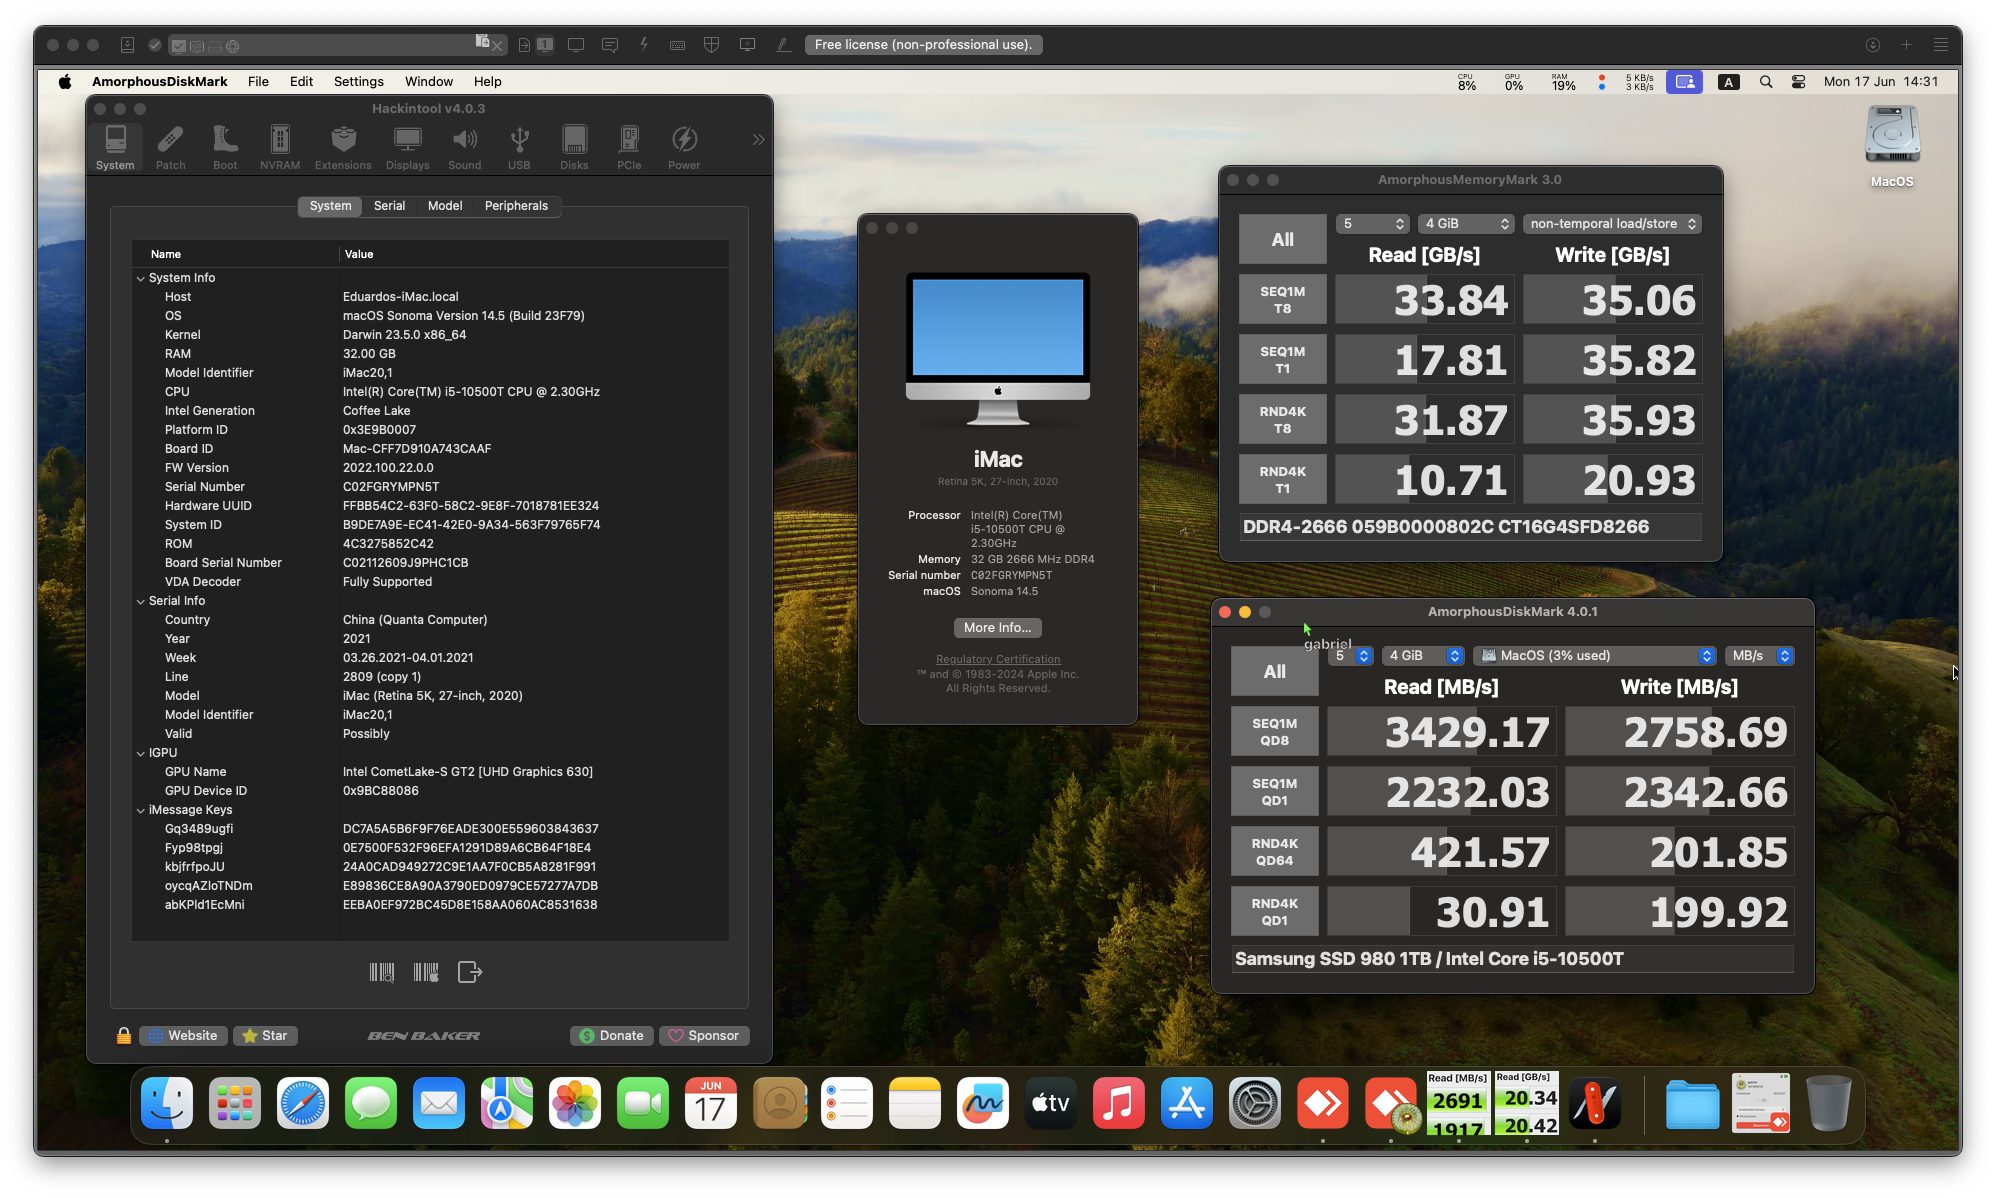 Free license (non-professional use).
AmorphousDiskMark File Edit Settings Window Help
CPU 8% GPU 0% RAM 19% 5 KB/s 3 KB/s A Mon 17 Jun 14:31
Hackintool v4.0.3
System Patch Boot NVRAM Extensions Displays Sound USB Disks PCIe Power
System Serial Model Peripherals
Name Value
System Info
Host Eduardos-iMac.local
OS macOS Sonoma Version 14.5 (Build 23F79)
Kernel Darwin 23.5.0 x86_64
RAM 32.00 GB
Model Identifier iMac20,1
CPU Intel(R) Core(TM) i5-10500T CPU @ 2.30GHz
Intel Generation Coffee Lake
Platform ID 0x3E9B0007
Board ID Mac-CFF7D910A743CAAF
FW Version 2022.100.22.0.0
Serial Number C02FGRYMPN5T
Hardware UUID FFBB54C2-63F0-58C2-9E8F-7018781EE324
System ID B9DE7A9E-EC41-42E0-9A34-563F79765F74
ROM 4C3275852C42
Board Serial Number C02112609J9PHC1CB
VDA Decoder Fully Supported
Serial Info
Country China (Quanta Computer)
Year 2021
Week 03.26.2021-04.01.2021
Line 2809 (copy 1)
Model iMac (Retina 5K, 27-inch, 2020)
Model Identifier iMac20,1
Valid Possibly
IGPU
GPU Name Intel CometLake-S GT2 [UHD Graphics 630]
GPU Device ID 0x9BC88086
iMessage Keys
Gq3489ugfi DC7A5A5B6F9F76EADE300E559603843637
Fyp98tpgj 0E7500F532F96EFA1291D89A6CB64F18E4
kbjfrfpoJU 24A0CAD949272C9E1AA7F0CB5A8281F991
oycqAZloTNDm E89836CE8A90A3790ED0979CE57277A7DB
abKPld1EcMni EEBA0EF972BC45D8E158AA060AC8531638
Website Star BEN BAKER Donate Sponsor
iMac
Retina 5K, 27-inch, 2020
Processor Intel(R) Core(TM)
i5-10500T CPU @
2.30GHz
Memory 32 GB 2666 MHz DDR4
Serial number C02FGRYMPN5T
macOS Sonoma 14.5
More Info...
Regulatory Certification
™ and © 1983-2024 Apple Inc.
All Rights Reserved.
MacOS
AmorphousMemoryMark 3.0
All 5 4 GiB non-temporal load/store
Read [GB/s] Write [GB/s]
SEQ1M T8 33.84 35.06
SEQ1M T1 17.81 35.82
RND4K T8 31.87 35.93
RND4K T1 10.71 20.93
DDR4-2666 059B0000802C CT16G4SFD8266
AmorphousDiskMark 4.0.1
gabriel
All 5 4 GiB MacOS (3% used) MB/s
Read [MB/s] Write [MB/s]
SEQ1M QD8 3429.17 2758.69
SEQ1M QD1 2232.03 2342.66
RND4K QD64 421.57 201.85
RND4K QD1 30.91 199.92
Samsung SSD 980 1TB / Intel Core i5-10500T
JUN 17 tv
Read [MB/s] 2691 1917
Read [GB/s] 20.34 20.42